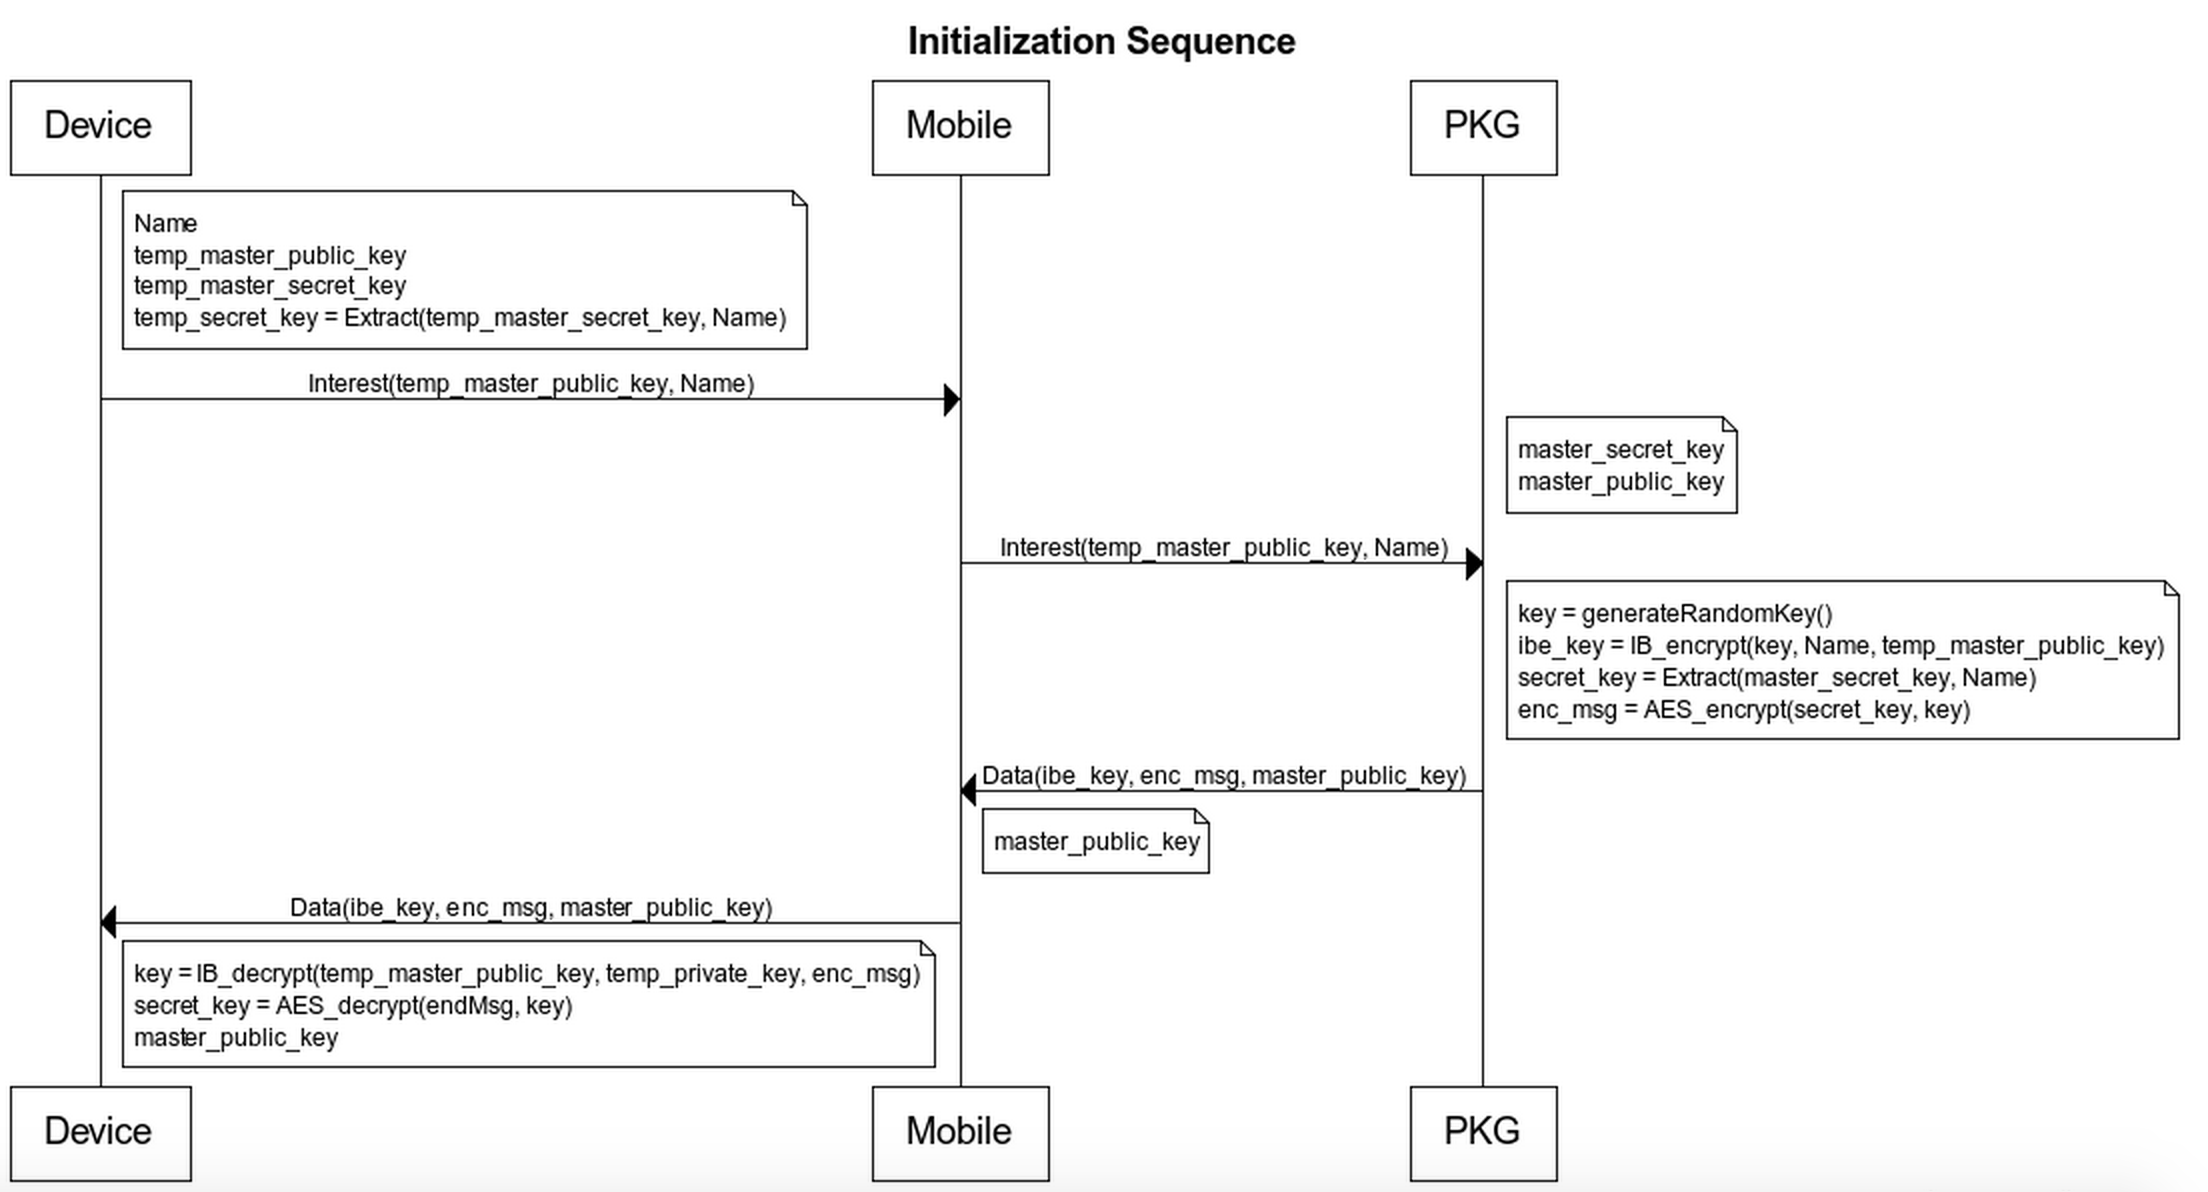 Initialization Sequence
Device
Mobile
PKG
Name
temp_master_public_key
temp_master_secret_key
temp_secret_key = Extract(temp_master_secret_key, Name)
Interest(temp_master_public_key, Name)
master_secret_key
master_public_key
Interest(temp_master_public_key, Name)
key = generateRandomKey()
ibe_key = IB_encrypt(key, Name, temp_master_public_key)
secret_key = Extract(master_secret_key, Name)
enc_msg = AES_encrypt(secret_key, key)
Data(ibe_key, enc_msg, master_public_key)
master_public_key
Data(ibe_key, enc_msg, master_public_key)
key = IB_decrypt(temp_master_public_key, temp_private_key, enc_msg)
secret_key = AES_decrypt(endMsg, key)
master_public_key
Device
Mobile
PKG